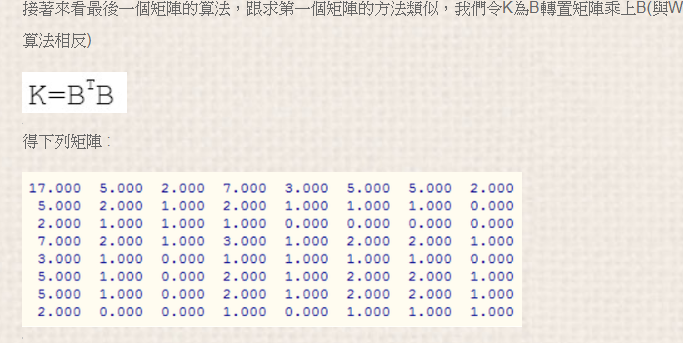 接著來看最後一個矩陣的算法，跟求第一個矩陣的方法類似，我們令K為B轉置矩陣乘上B(與W
算法相反)
K=BᵀB
得下列矩陣：
17.000 5.000 2.000 7.000 3.000 5.000 5.000 2.000
5.000 2.000 1.000 2.000 1.000 1.000 1.000 0.000
2.000 1.000 1.000 1.000 0.000 0.000 0.000 0.000
7.000 2.000 1.000 3.000 1.000 2.000 2.000 1.000
3.000 1.000 0.000 1.000 1.000 1.000 1.000 0.000
5.000 1.000 0.000 2.000 1.000 2.000 2.000 1.000
5.000 1.000 0.000 2.000 1.000 2.000 2.000 1.000
2.000 0.000 0.000 1.000 0.000 1.000 1.000 1.000